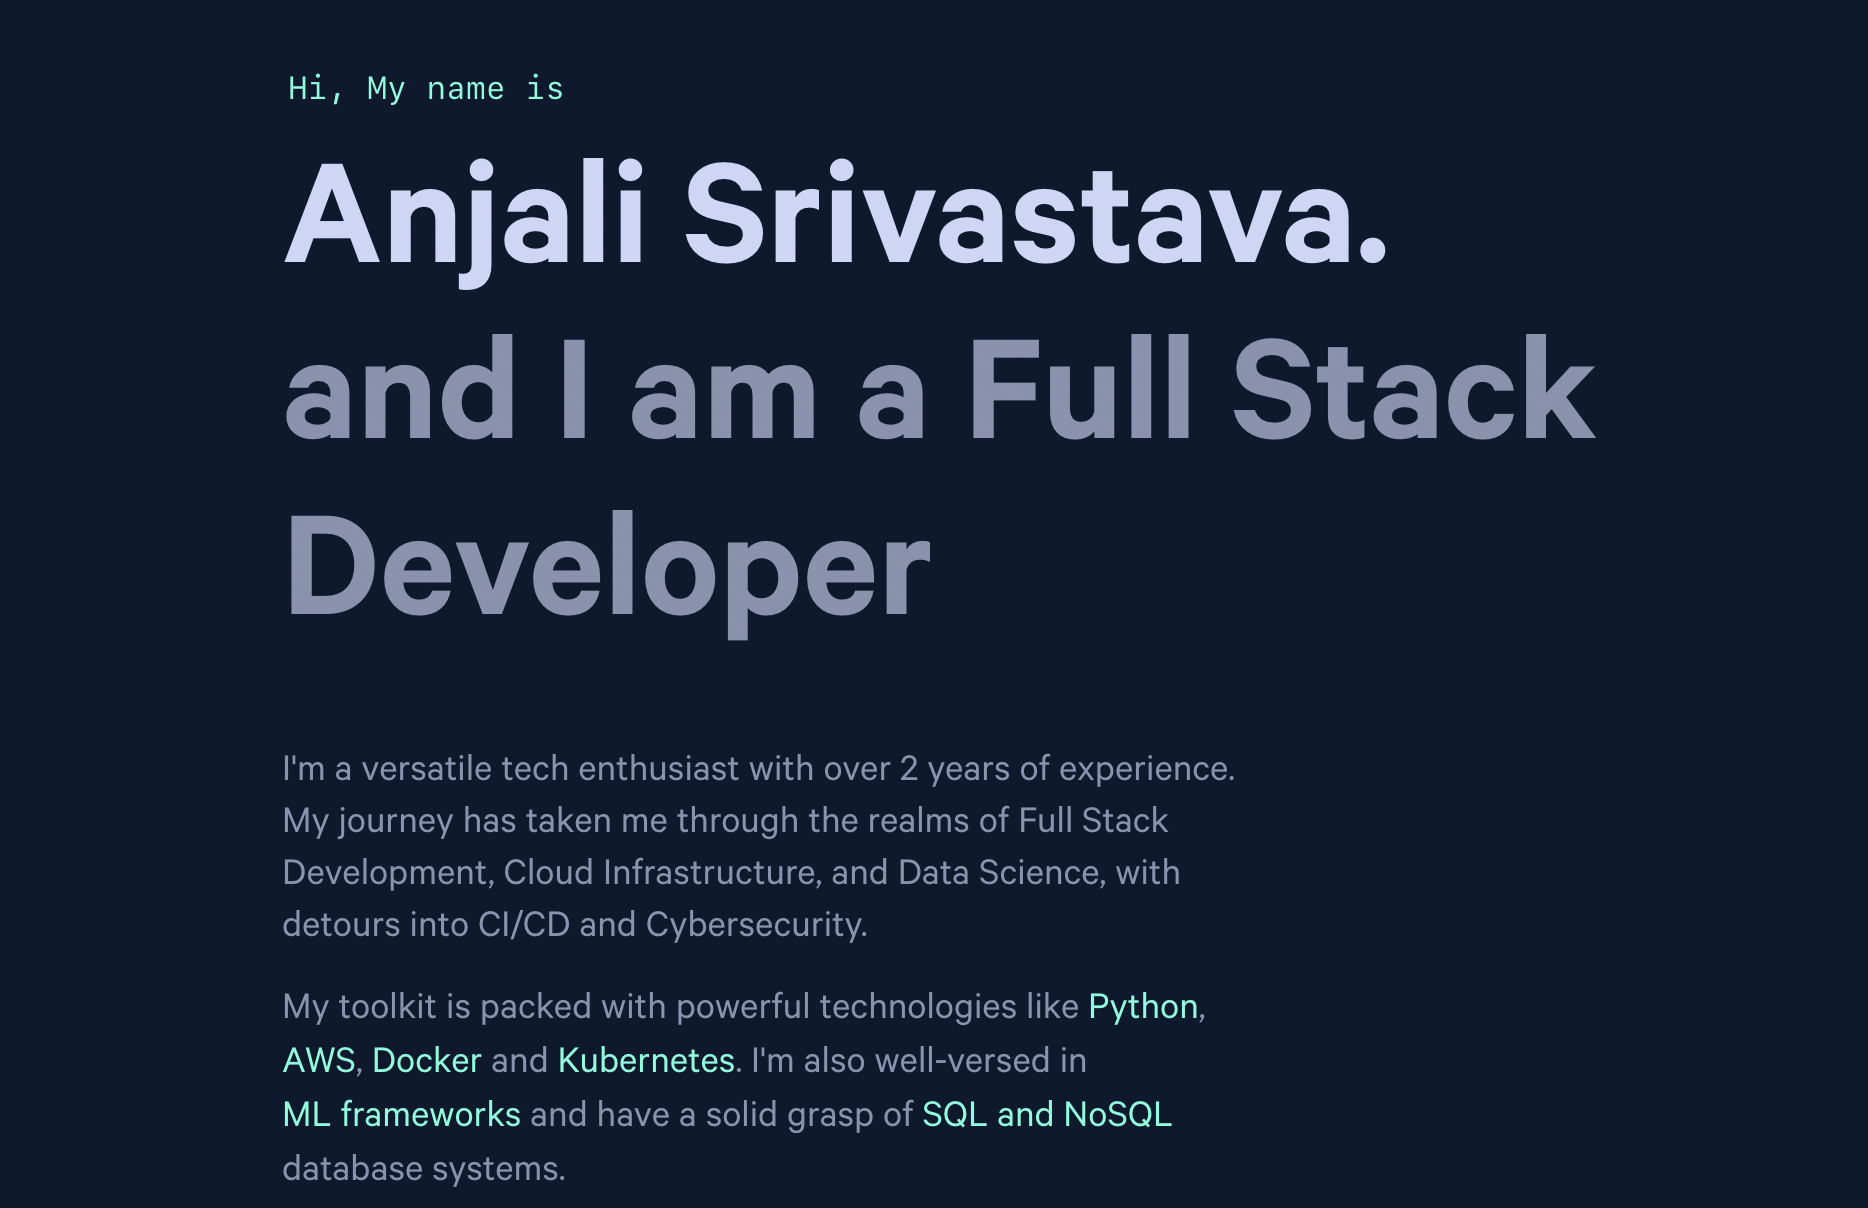 Hi, My name is
Anjali Srivastava.
and I am a Full Stack
Developer
I'm a versatile tech enthusiast with over 2 years of experience.
My journey has taken me through the realms of Full Stack
Development, Cloud Infrastructure, and Data Science, with
detours into CI/CD and Cybersecurity.
My toolkit is packed with powerful technologies like Python,
AWS, Docker and Kubernetes. I'm also well-versed in
ML frameworks and have a solid grasp of SQL and NoSQL
database systems.